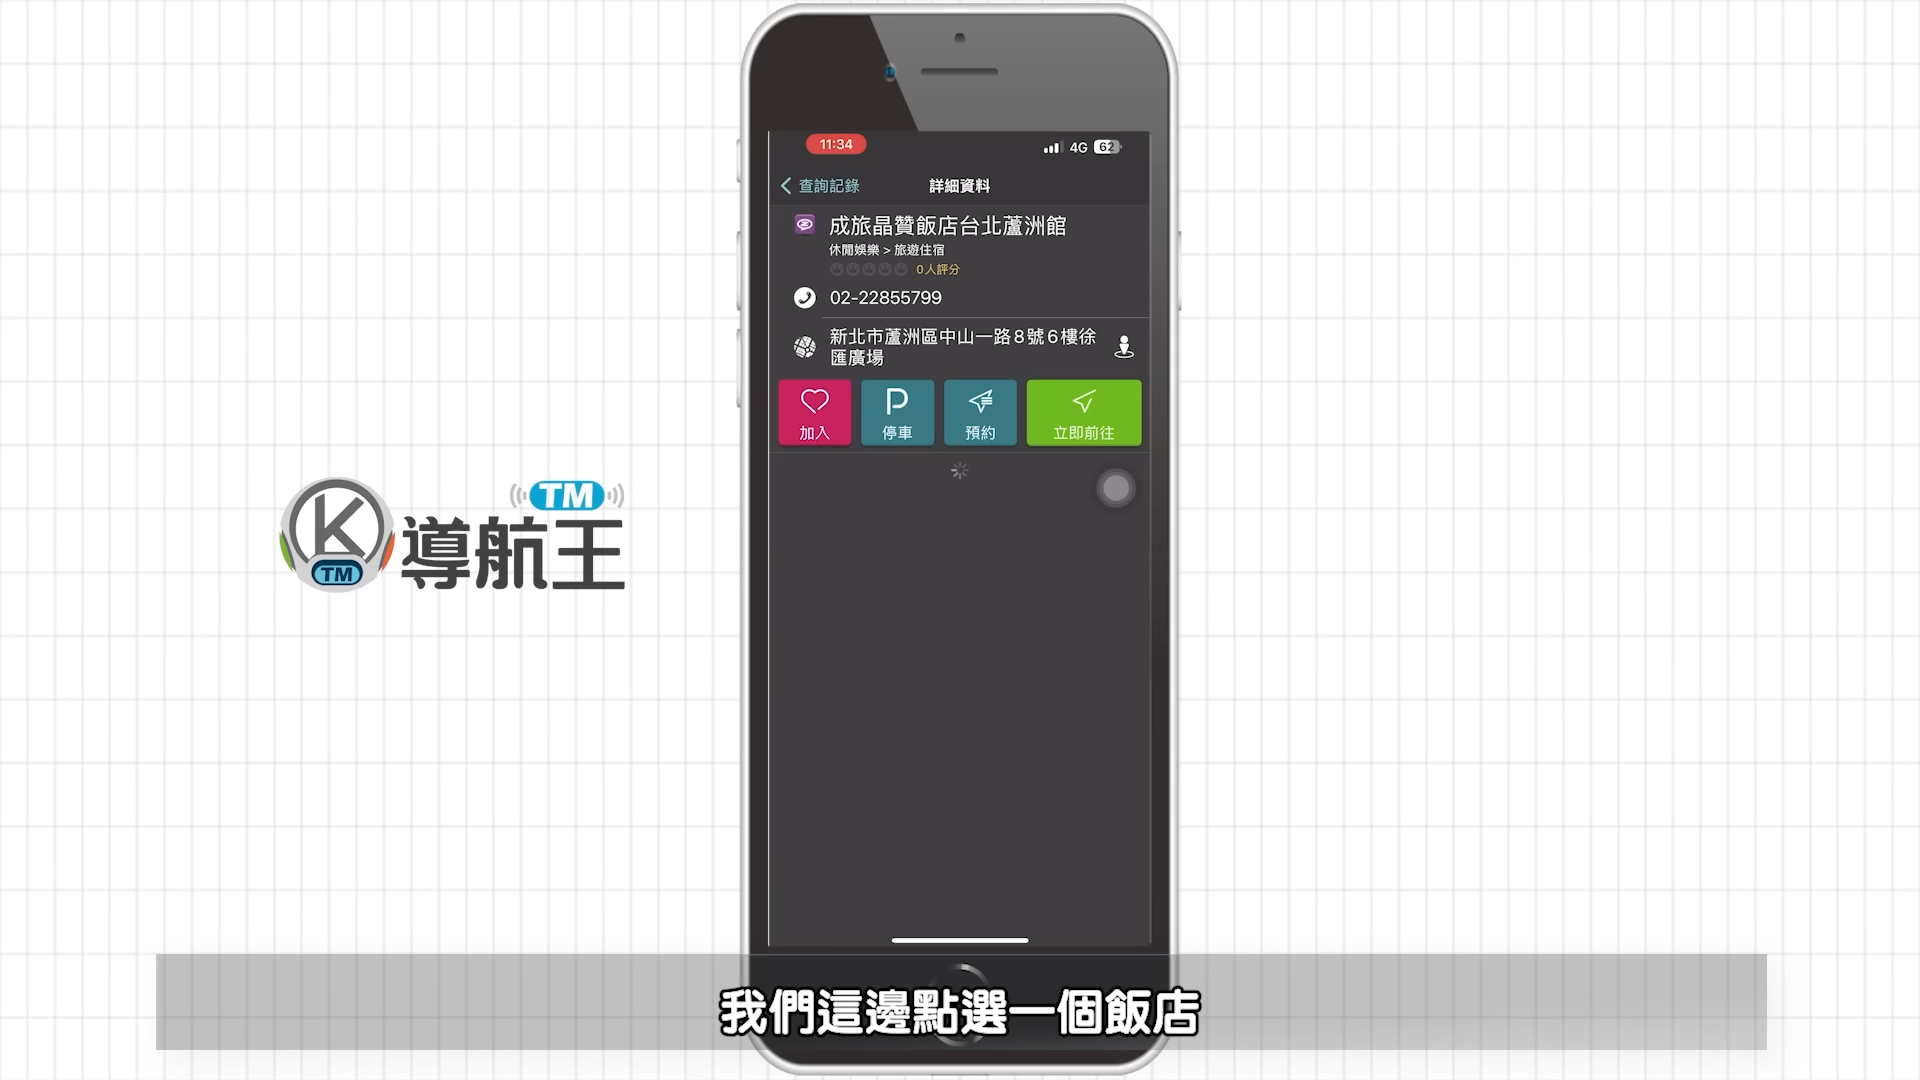 11:34
4G
62
查詢記錄
詳細資料
成旅晶贊飯店台北蘆洲館
休閒娛樂 > 旅遊住宿
0人評分
02-22855799
新北市蘆洲區中山一路8號6樓徐
匯廣場
加入
P
停車
預約
立即前往
K
TM
TM
導航王
我們這邊點選一個飯店